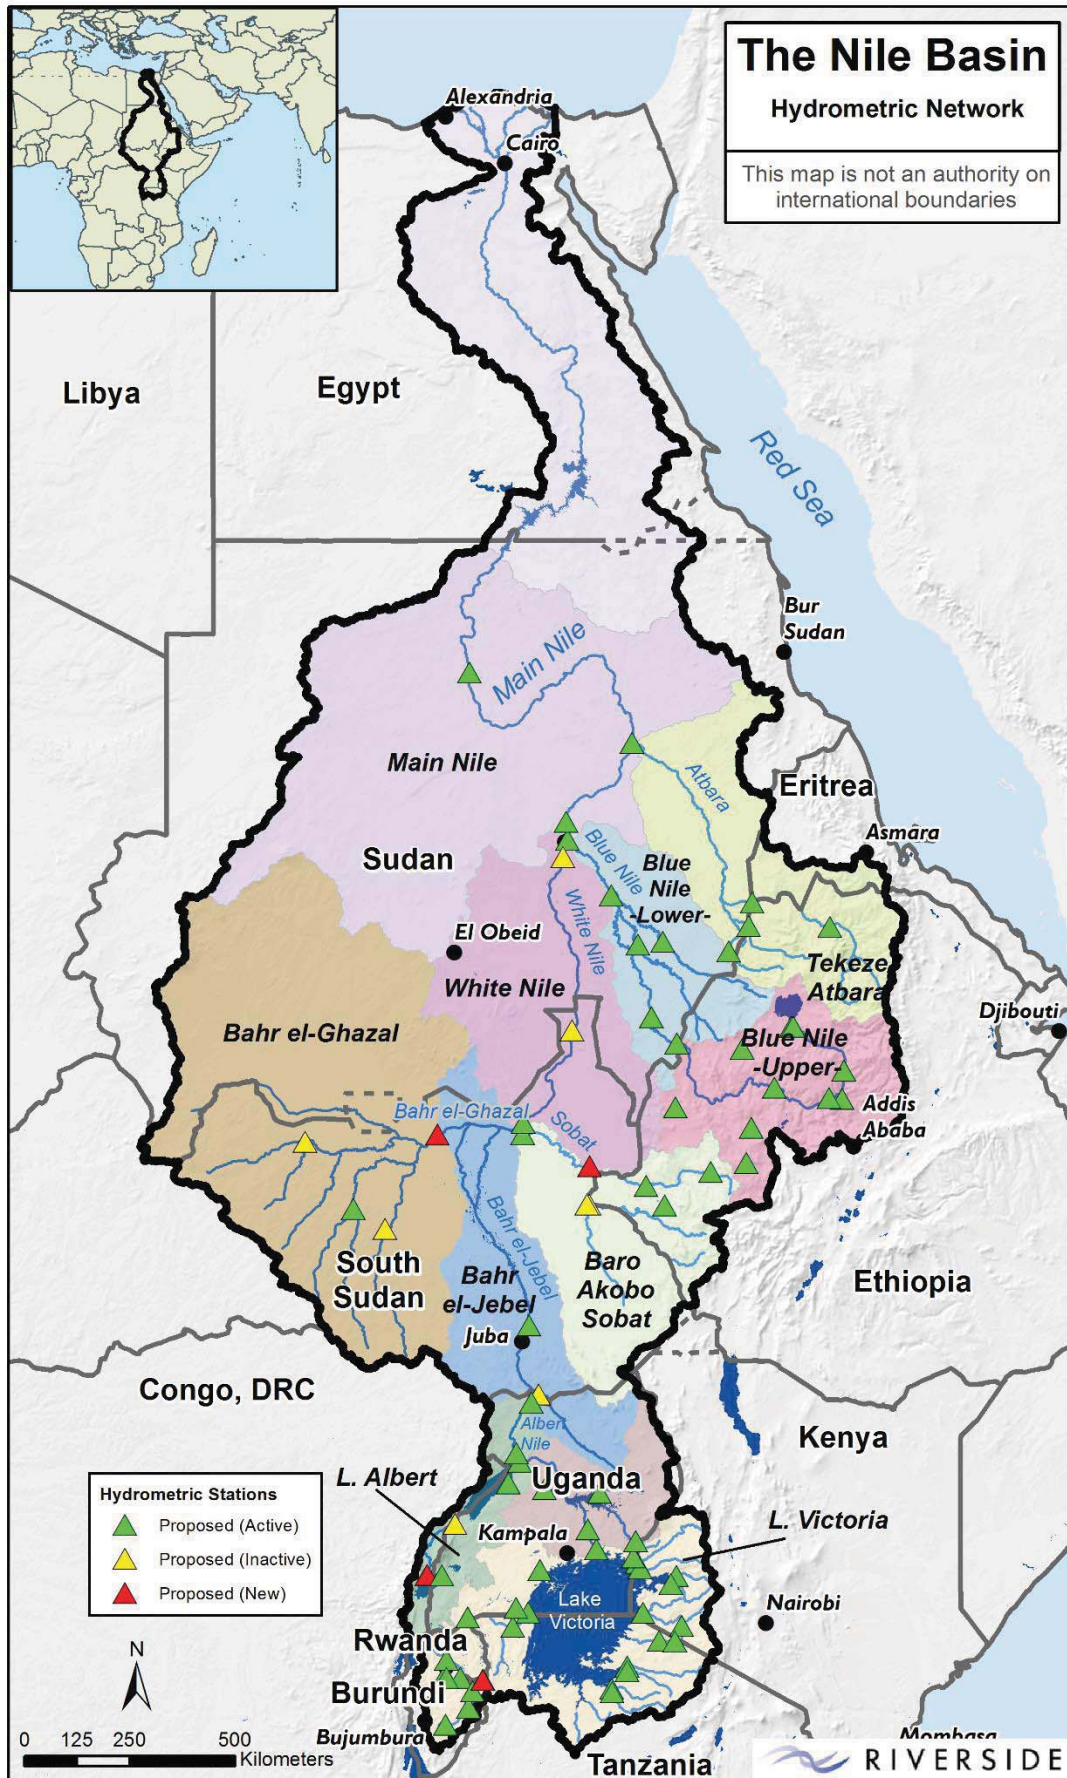 The Nile Basin
Hydrometric Network
This map is not an authority on
international boundaries
Alexandria
Cairo
Libya
Egypt
Red Sea
Bur
Sudan
Main Nile
Main Nile
Atbara
Eritrea
Asmara
Sudan
Blue Nile
Blue
Nile
-Lower-
White Nile
El Obeid
White Nile
Tekeze
Atbara
Djibouti
Bahr el-Ghazal
Blue Nile
-Upper-
Addis
Ababa
Bahr el-Ghazal
Sobat
Bahr el-Jebel
South
Sudan
Bahr
el-Jebel
Baro
Akobo
Sobat
Ethiopia
Juba
Congo, DRC
Albert
Nile
Kenya
L. Albert
Uganda
Hydrometric Stations
Proposed (Active)
Proposed (Inactive)
Proposed (New)
Kampala
L. Victoria
Lake
Victoria
Nairobi
N
Rwanda
Burundi
Bujumbura
0 125 250 500
Kilometers
Tanzania
Mombasa
RIVERSIDE